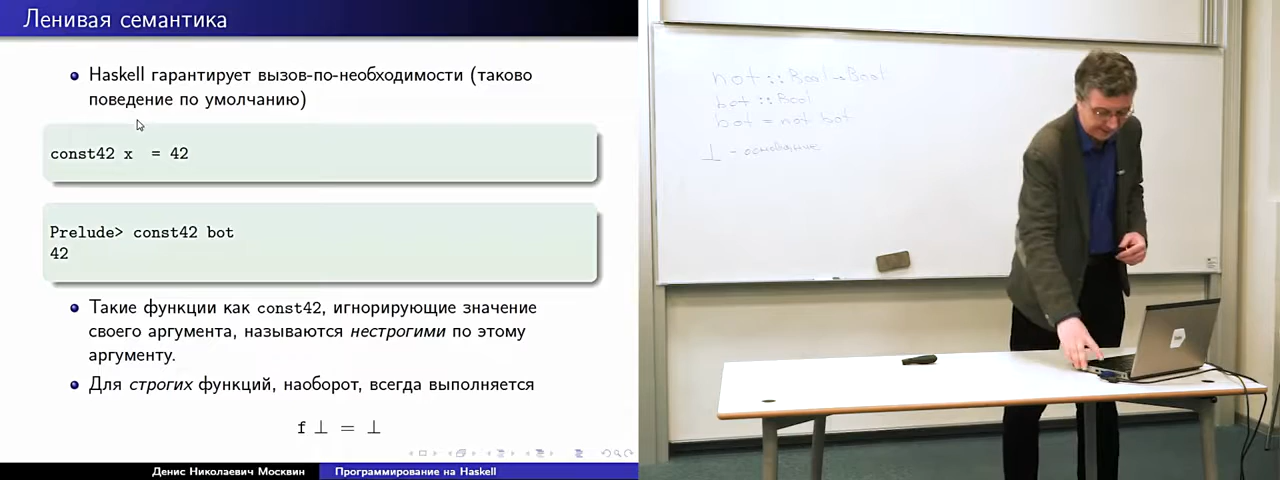 Ленивая семантика
Haskell гарантирует вызов-по-необходимости (таково
поведение по умолчанию)
const42 x  = 42
Prelude> const42 bot
42
Такие функции как const42, игнорирующие значение
своего аргумента, называются нестрогими по этому
аргументу.
Для строгих функций, наоборот, всегда выполняется
f ⊥ = ⊥
Денис Николаевич Москвин
Программирование на Haskell
not :: Bool → Bool
bot :: Bool
bot = not bot
⊥ - основание